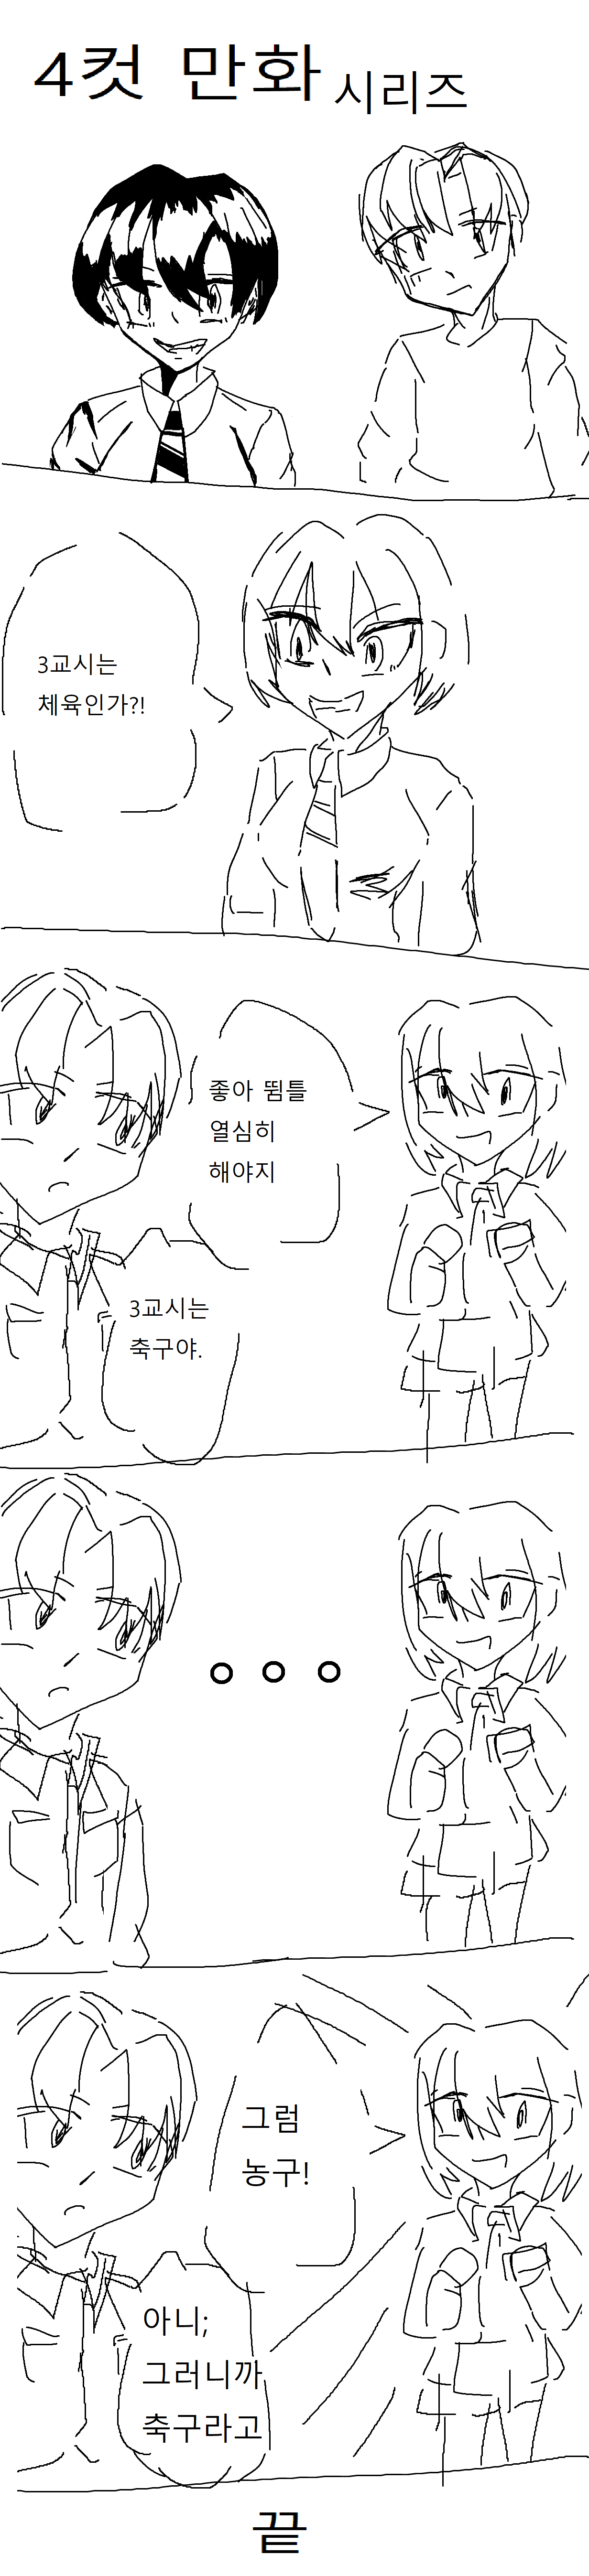 4컷 만화 시리즈
3교시는
체육인가?!
좋아 뜀틀
열심히
해야지
3교시는
축구야.
그럼
농구!
아니;
그러니까
축구라고
끝